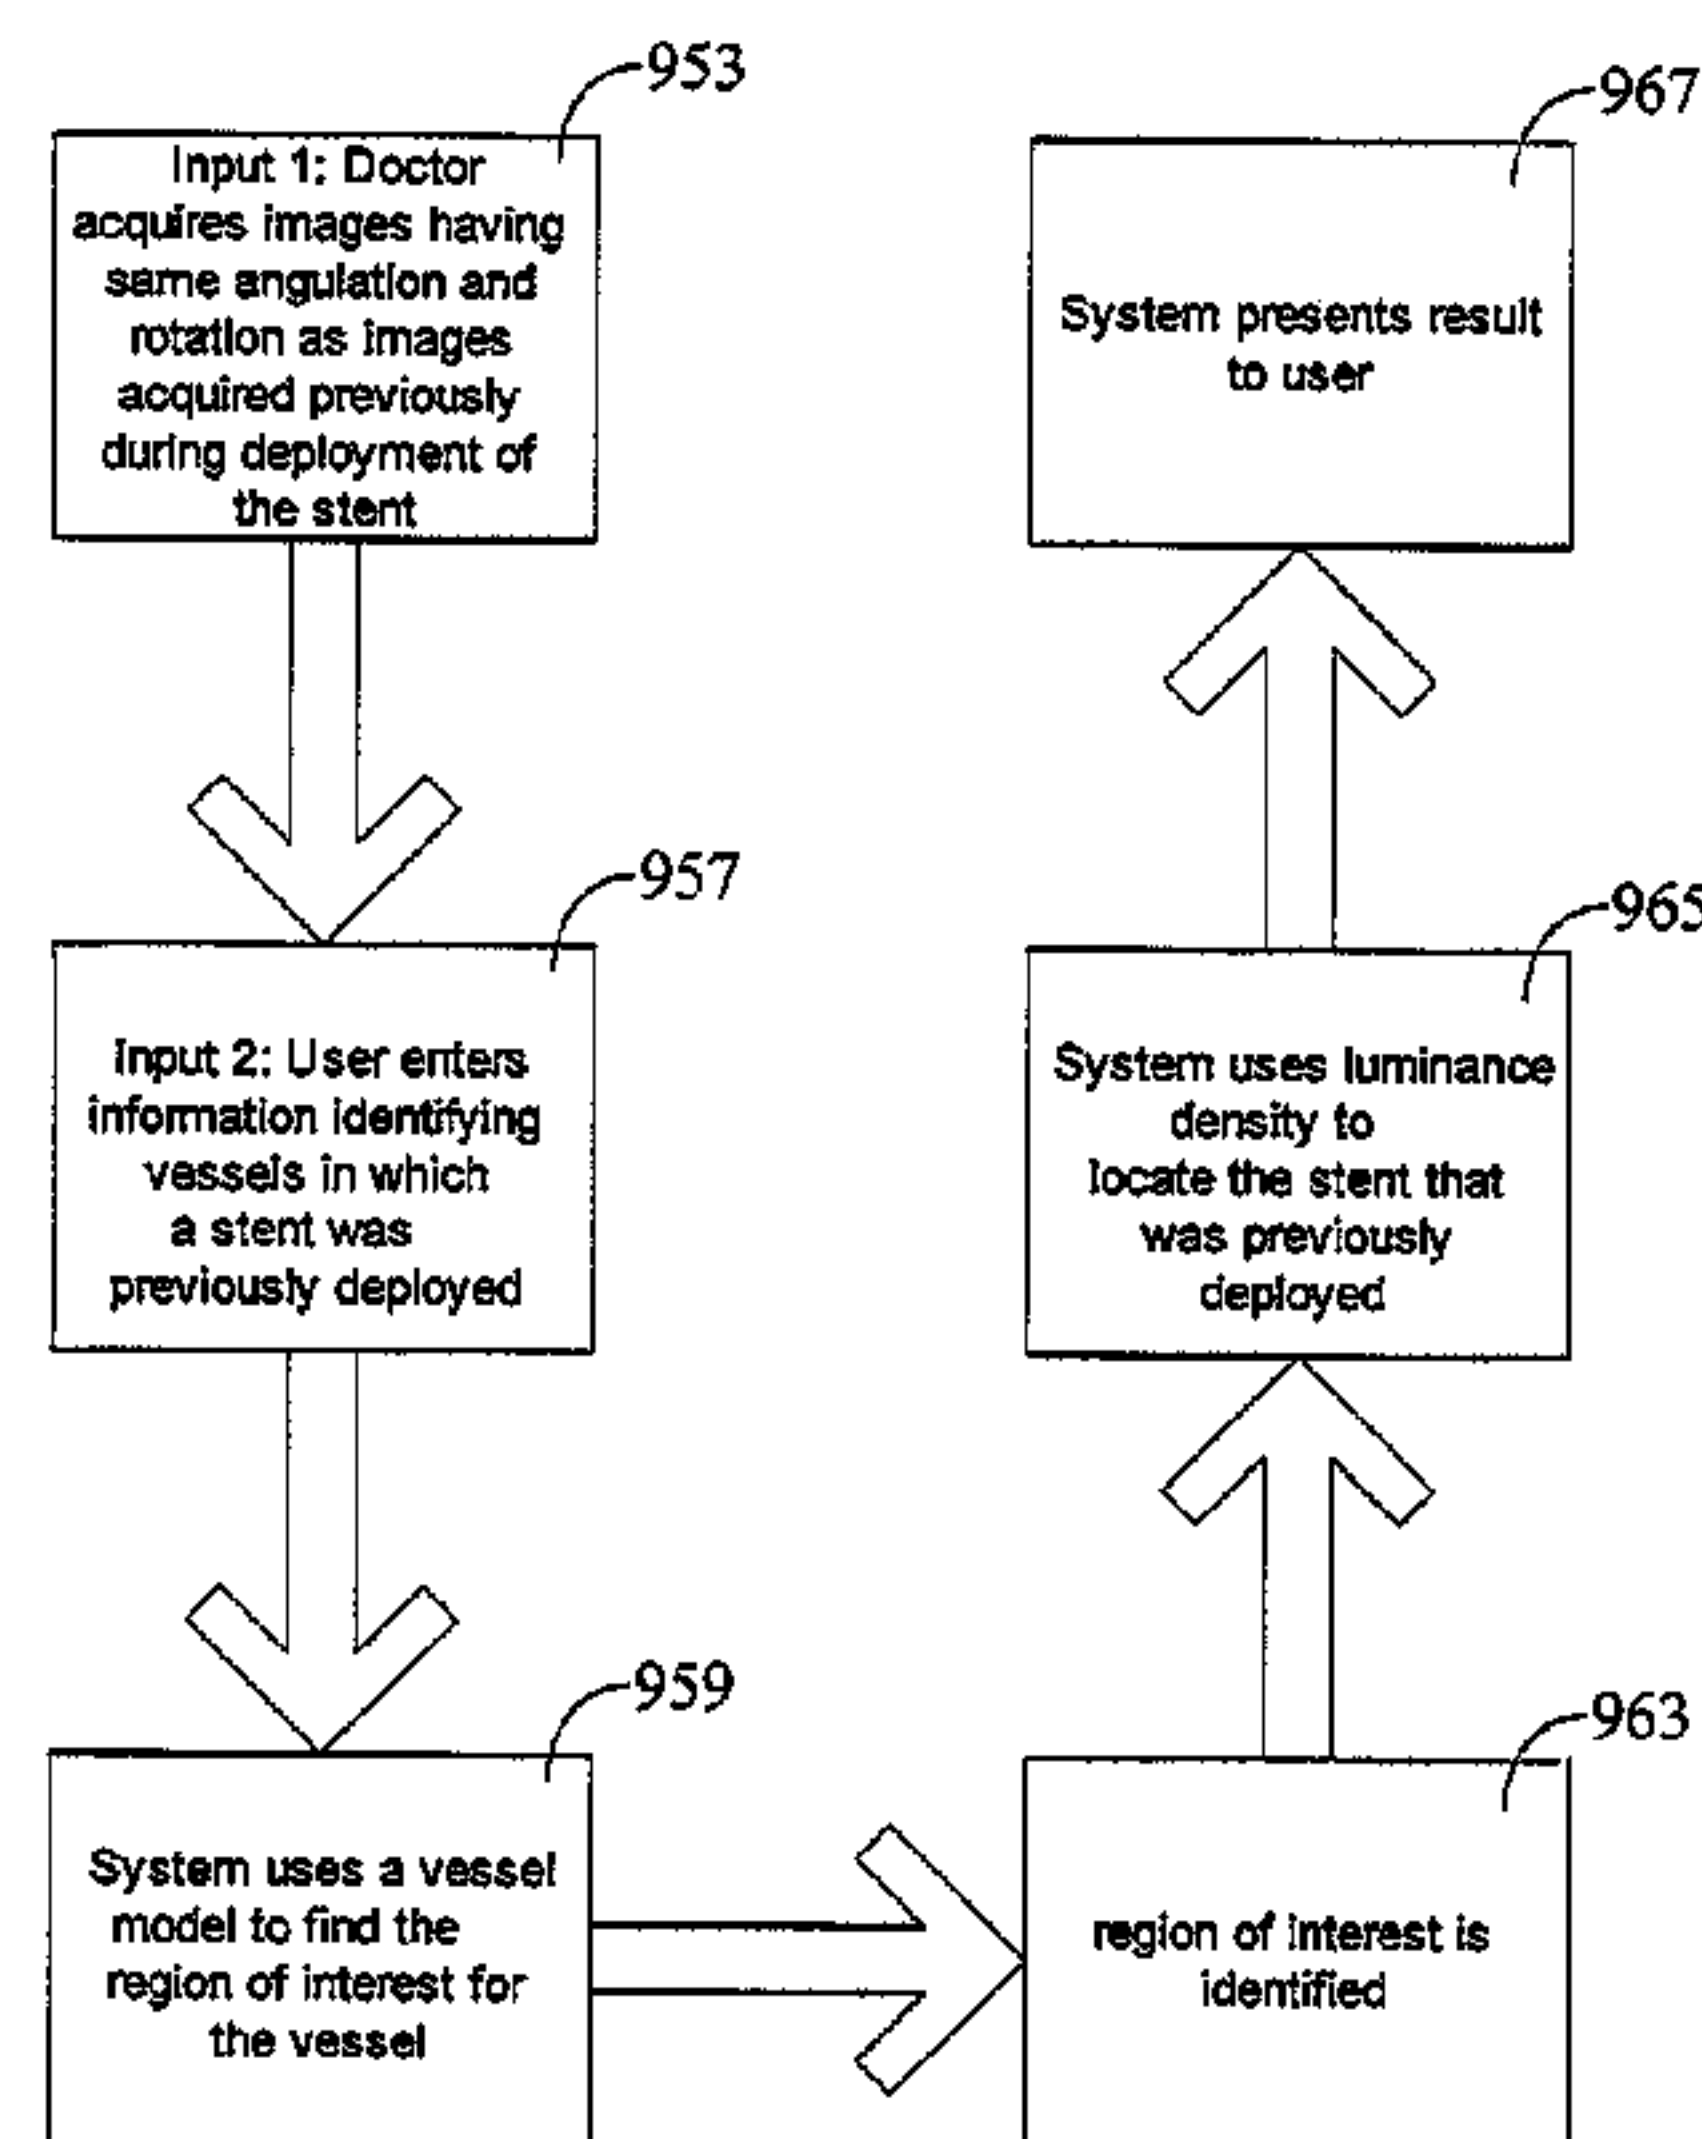 953
Input 1: Doctor
acquires images having
same angulation and
rotation as images
acquired previously
during deployment of
the stent
957
Input 2: User enters
information identifying
vessels in which
a stent was
previously deployed
959
System uses a vessel
model to find the
region of interest for
the vessel
963
region of interest is
identified
965
System uses luminance
density to
locate the stent that
was previously
deployed
967
System presents result
to user